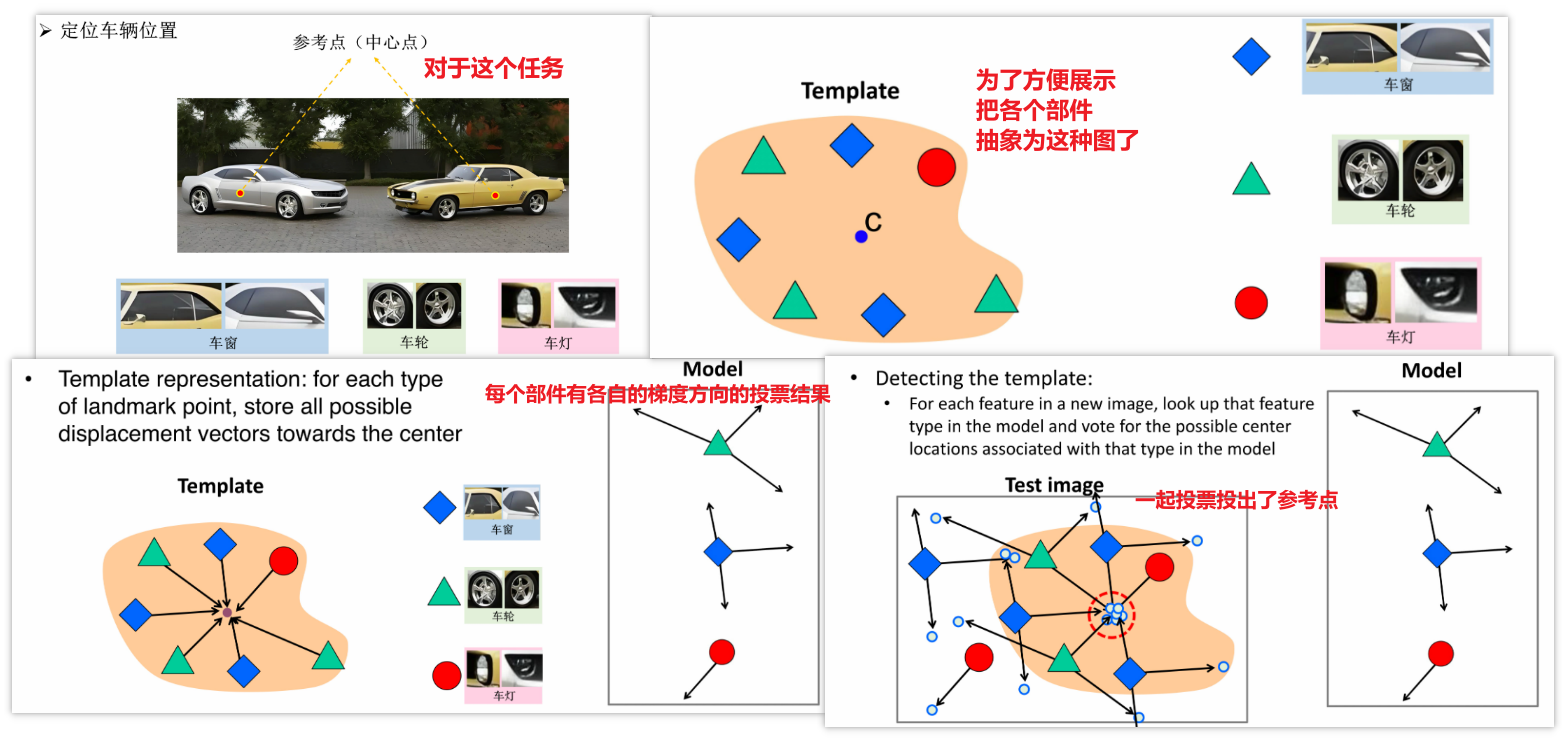 ➢ 定位车辆位置
参考点（中心点）
对于这个任务
车窗
车轮
车灯
Template
C
为了方便展示
把各个部件
抽象为这种图了
车窗
车轮
车灯
• Template representation: for each type
of landmark point, store all possible
displacement vectors towards the center
每个部件有各自的梯度方向的投票结果
Model
Template
车窗
车轮
车灯
• Detecting the template:
• For each feature in a new image, look up that feature
type in the model and vote for the possible center
locations associated with that type in the model
Model
Test image
一起投票投出了参考点